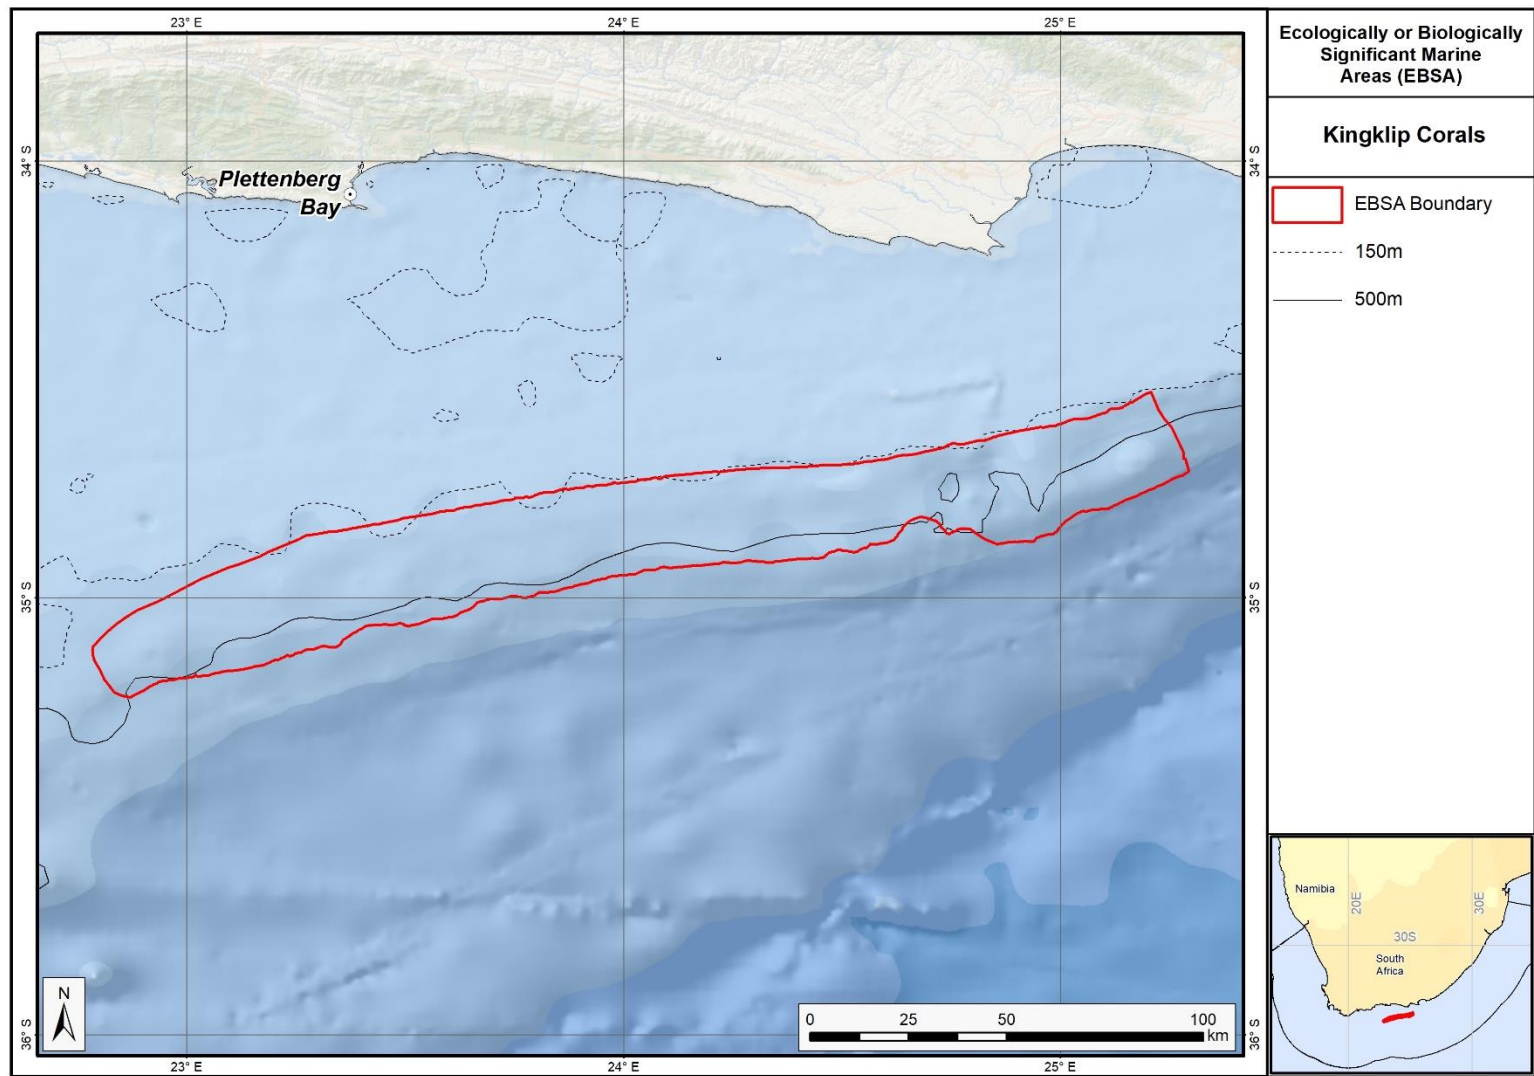 23° E
24° E
25° E
34° S
34° S
Plettenberg
Bay
35° S
35° S
36° S
36° S
N
0
25
50
100
km
23° E
24° E
25° E
Ecologically or Biologically
Significant Marine
Areas (EBSA)
Kingklip Corals
EBSA Boundary
150m
500m
Namibia
20E
30E
30S
South
Africa